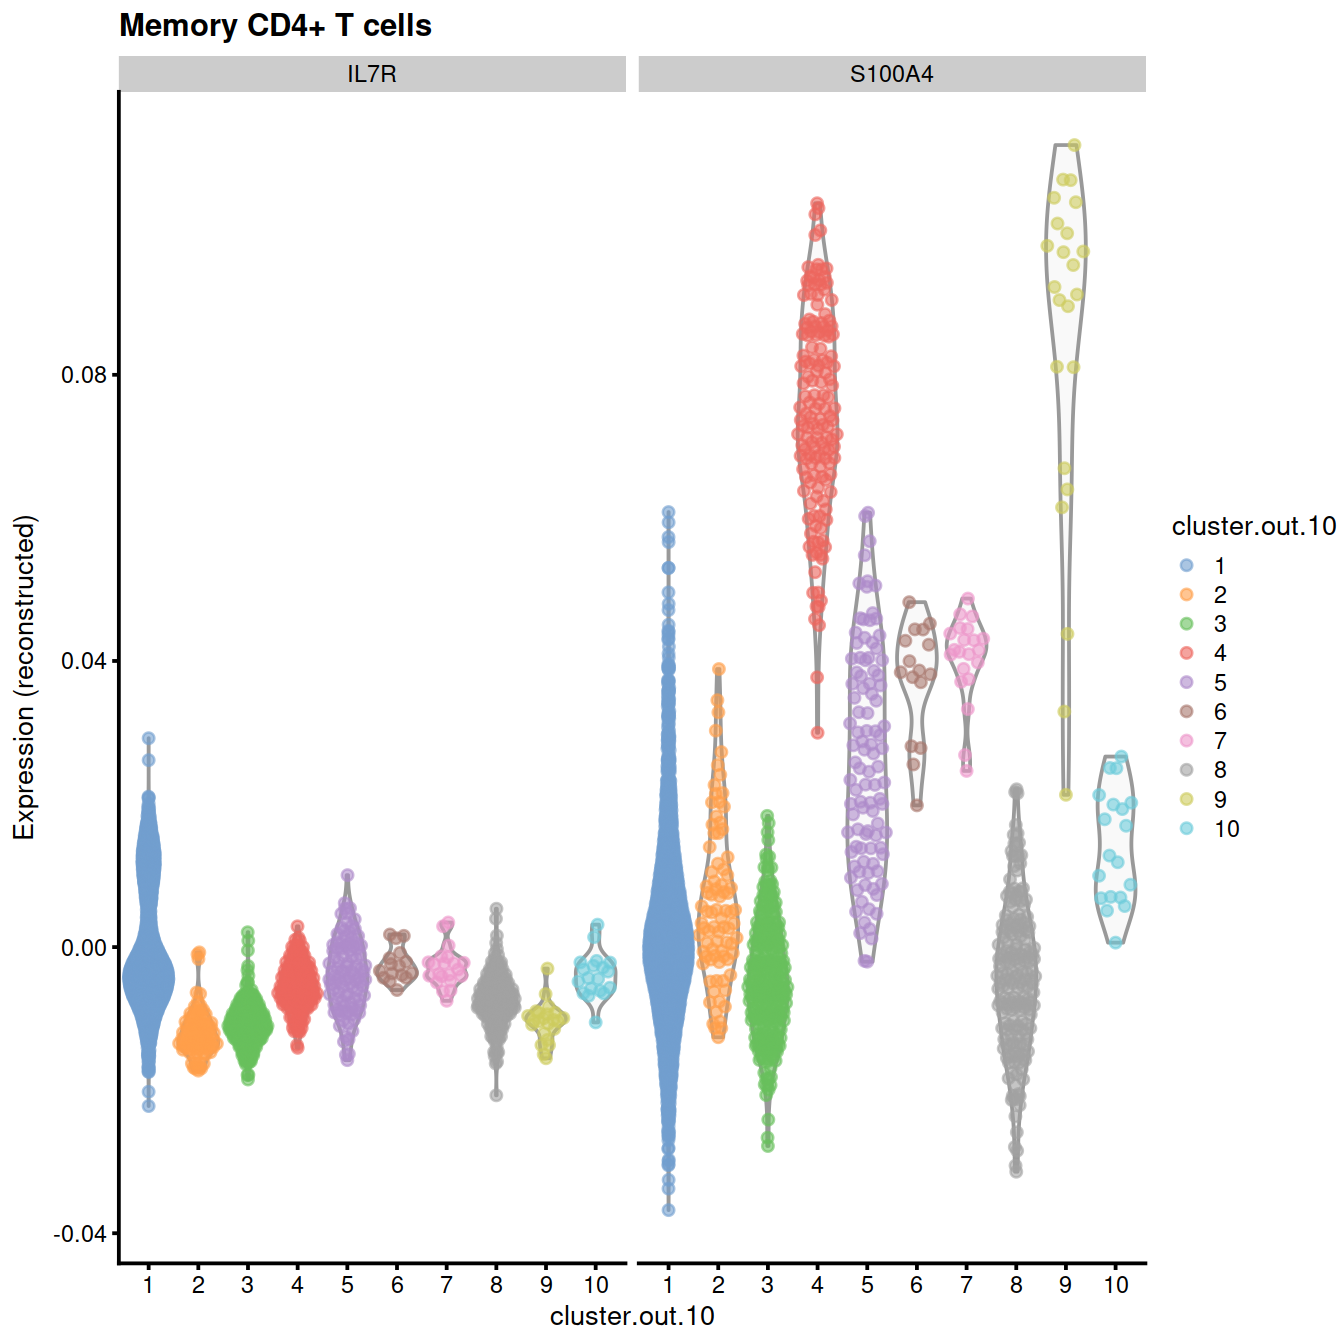 Memory CD4+ T cells
IL7R S100A4
Expression (reconstructed)
0.08
0.04
0.00
-0.04
1 2 3 4 5 6 7 8 9 10 1 2 3 4 5 6 7 8 9 10
cluster.out.10
cluster.out.10
1
2
3
4
5
6
7
8
9
10